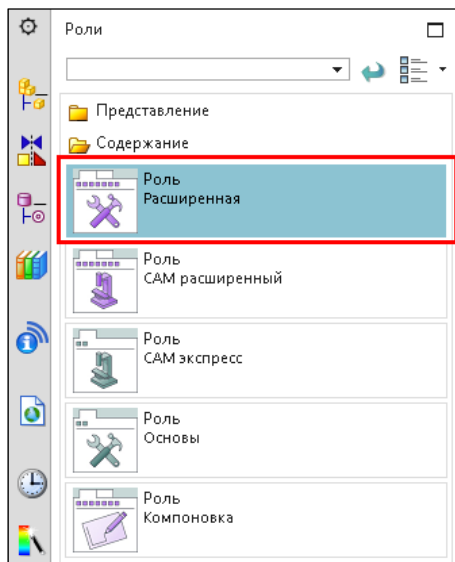 Роли
Представление
Содержание
Роль
Расширенная
Роль
CAM расширенный
Роль
CAM экспресс
Роль
Основы
Роль
Компоновка